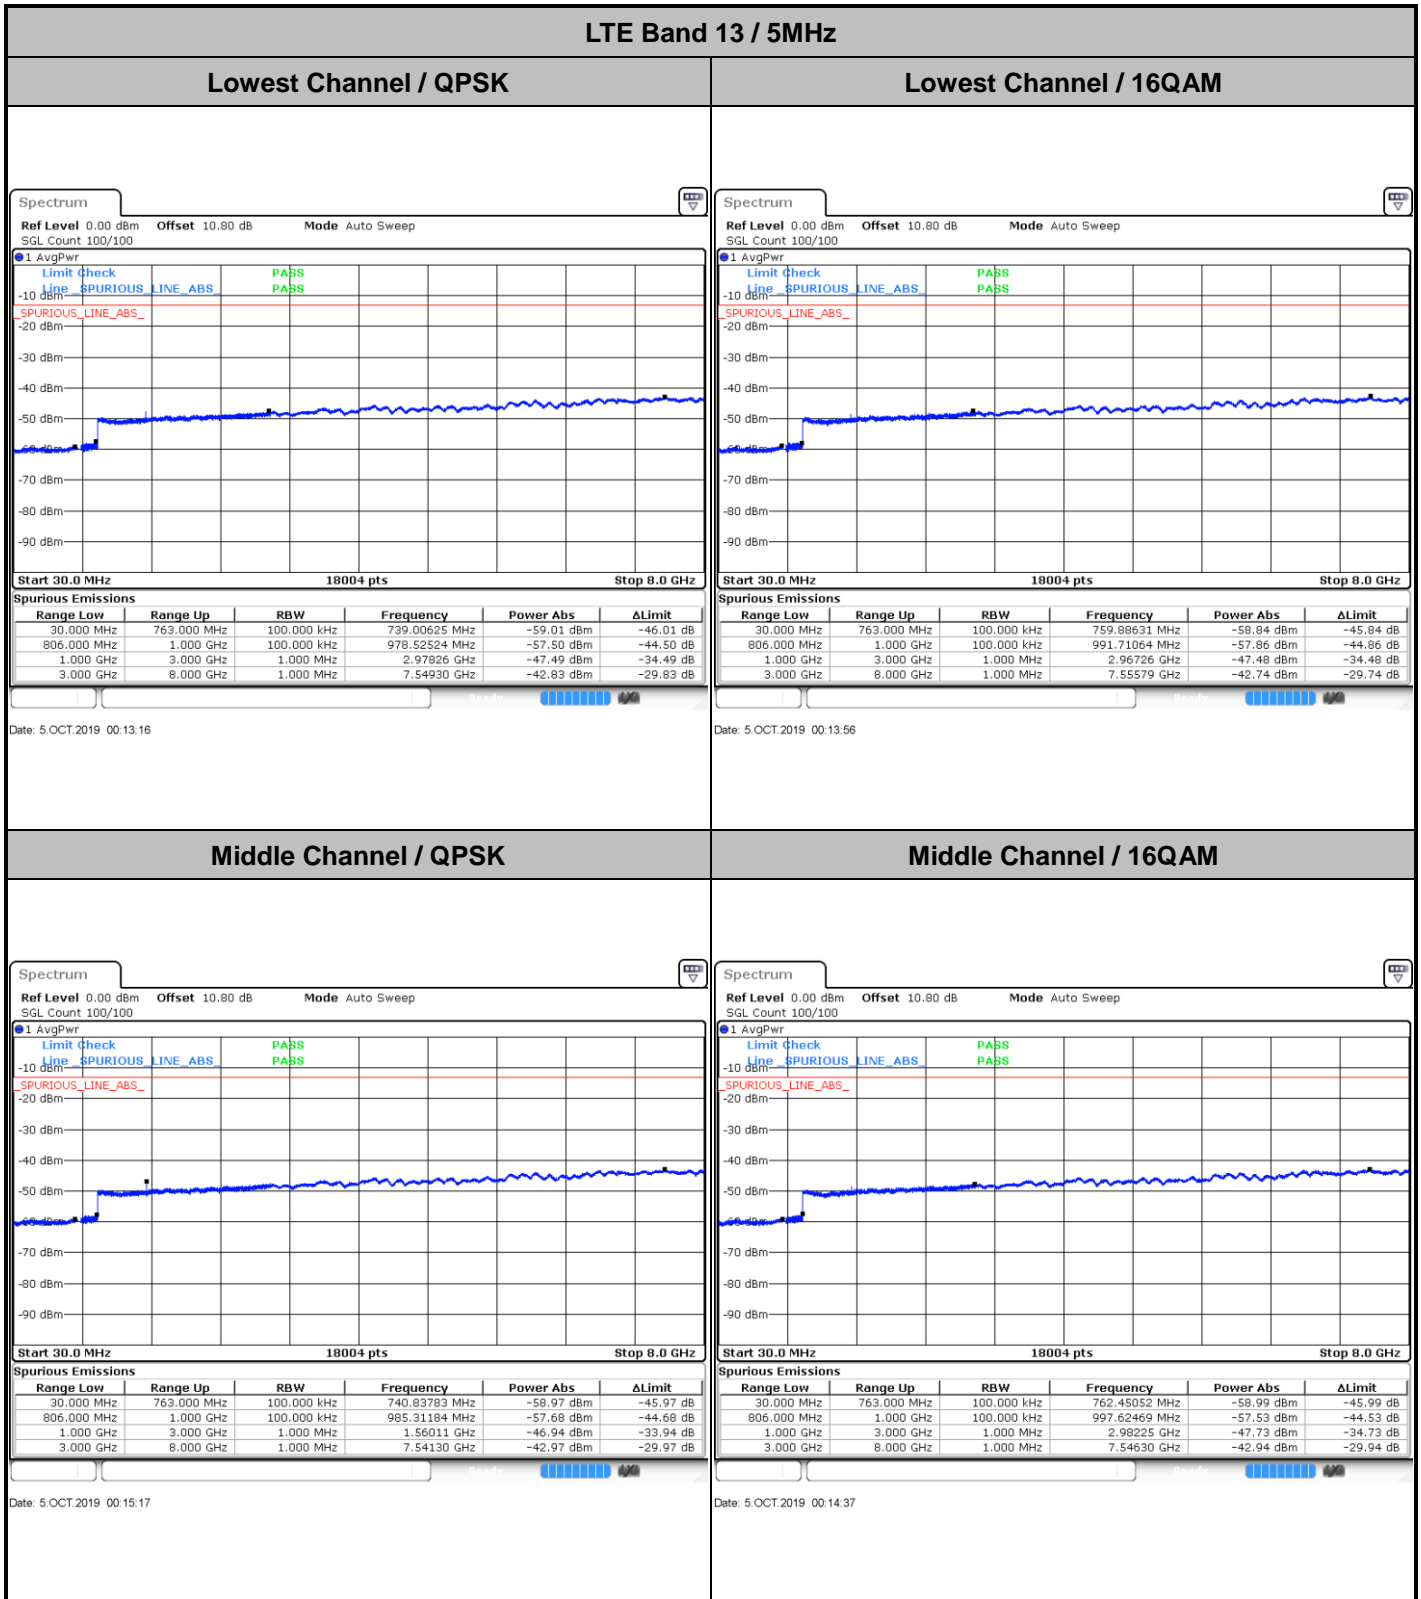 LTE Band 13 / 5MHz
Lowest Channel / QPSK
Lowest Channel / 16QAM
Spectrum
Ref Level 0.00 dBm Offset 10.80 dB Mode Auto Sweep
SGL Count 100/100
1 AvgPwr
Limit Check PASS
Line _SPURIOUS_LINE_ABS_ PASS
-10 dBm
_SPURIOUS_LINE_ABS_
-20 dBm
-30 dBm
-40 dBm
-50 dBm
-60 dBm
-70 dBm
-80 dBm
-90 dBm
Start 30.0 MHz 18004 pts Stop 8.0 GHz
Spurious Emissions
Range Low Range Up RBW Frequency Power Abs ΔLimit
30.000 MHz 763.000 MHz 100.000 kHz 739.00625 MHz -59.01 dBm -46.01 dB
806.000 MHz 1.000 GHz 100.000 kHz 978.52524 MHz -57.50 dBm -44.50 dB
1.000 GHz 3.000 GHz 1.000 MHz 2.97826 GHz -47.49 dBm -34.49 dB
3.000 GHz 8.000 GHz 1.000 MHz 7.54930 GHz -42.83 dBm -29.83 dB
Ready
Date: 5.OCT.2019 00:13:16
Spectrum
Ref Level 0.00 dBm Offset 10.80 dB Mode Auto Sweep
SGL Count 100/100
1 AvgPwr
Limit Check PASS
Line _SPURIOUS_LINE_ABS_ PASS
-10 dBm
_SPURIOUS_LINE_ABS_
-20 dBm
-30 dBm
-40 dBm
-50 dBm
-60 dBm
-70 dBm
-80 dBm
-90 dBm
Start 30.0 MHz 18004 pts Stop 8.0 GHz
Spurious Emissions
Range Low Range Up RBW Frequency Power Abs ΔLimit
30.000 MHz 763.000 MHz 100.000 kHz 759.88631 MHz -58.84 dBm -45.84 dB
806.000 MHz 1.000 GHz 100.000 kHz 991.71064 MHz -57.86 dBm -44.86 dB
1.000 GHz 3.000 GHz 1.000 MHz 2.96726 GHz -47.48 dBm -34.48 dB
3.000 GHz 8.000 GHz 1.000 MHz 7.55579 GHz -42.74 dBm -29.74 dB
Ready
Date: 5.OCT.2019 00:13:56
Middle Channel / QPSK
Middle Channel / 16QAM
Spectrum
Ref Level 0.00 dBm Offset 10.80 dB Mode Auto Sweep
SGL Count 100/100
1 AvgPwr
Limit Check PASS
Line _SPURIOUS_LINE_ABS_ PASS
-10 dBm
_SPURIOUS_LINE_ABS_
-20 dBm
-30 dBm
-40 dBm
-50 dBm
-60 dBm
-70 dBm
-80 dBm
-90 dBm
Start 30.0 MHz 18004 pts Stop 8.0 GHz
Spurious Emissions
Range Low Range Up RBW Frequency Power Abs ΔLimit
30.000 MHz 763.000 MHz 100.000 kHz 740.83783 MHz -58.97 dBm -45.97 dB
806.000 MHz 1.000 GHz 100.000 kHz 985.31184 MHz -57.68 dBm -44.68 dB
1.000 GHz 3.000 GHz 1.000 MHz 1.56011 GHz -46.94 dBm -33.94 dB
3.000 GHz 8.000 GHz 1.000 MHz 7.54130 GHz -42.97 dBm -29.97 dB
Ready
Date: 5.OCT.2019 00:15:17
Spectrum
Ref Level 0.00 dBm Offset 10.80 dB Mode Auto Sweep
SGL Count 100/100
1 AvgPwr
Limit Check PASS
Line _SPURIOUS_LINE_ABS_ PASS
-10 dBm
_SPURIOUS_LINE_ABS_
-20 dBm
-30 dBm
-40 dBm
-50 dBm
-60 dBm
-70 dBm
-80 dBm
-90 dBm
Start 30.0 MHz 18004 pts Stop 8.0 GHz
Spurious Emissions
Range Low Range Up RBW Frequency Power Abs ΔLimit
30.000 MHz 763.000 MHz 100.000 kHz 762.45052 MHz -58.99 dBm -45.99 dB
806.000 MHz 1.000 GHz 100.000 kHz 997.62469 MHz -57.53 dBm -44.53 dB
1.000 GHz 3.000 GHz 1.000 MHz 2.98225 GHz -47.73 dBm -34.73 dB
3.000 GHz 8.000 GHz 1.000 MHz 7.54630 GHz -42.94 dBm -29.94 dB
Ready
Date: 5.OCT.2019 00:14:37